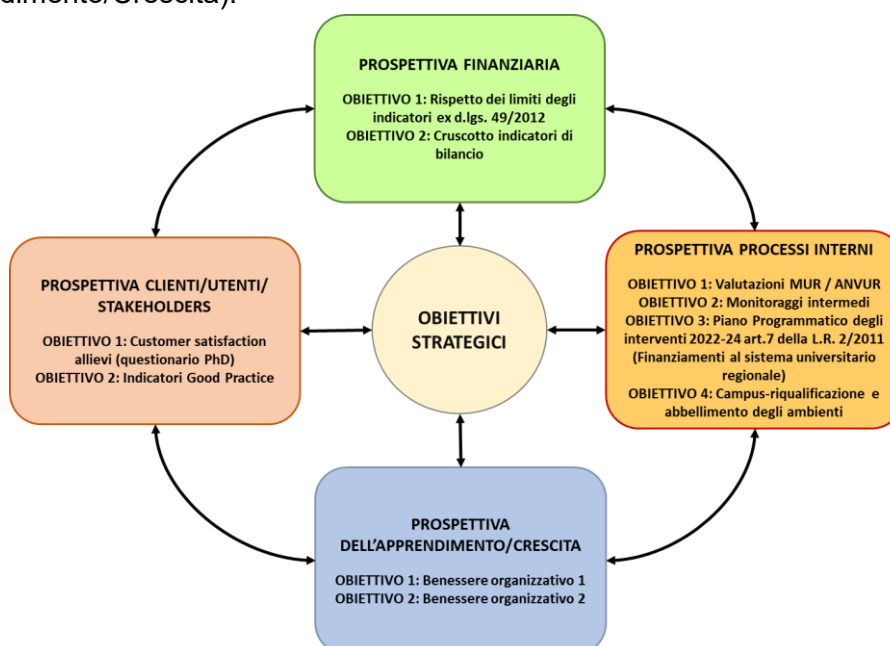 dimento/Crescita).
PROSPETTIVA FINANZIARIA
OBIETTIVO 1: Rispetto dei limiti degli
indicatori ex d.lgs. 49/2012
OBIETTIVO 2: Cruscotto indicatori di
bilancio
PROSPETTIVA CLIENTI/UTENTI/
STAKEHOLDERS
OBIETTIVO 1: Customer satisfaction
allievi (questionario PhD)
OBIETTIVO 2: Indicatori Good Practice
OBIETTIVI
STRATEGICI
PROSPETTIVA PROCESSI INTERNI
OBIETTIVO 1: Valutazioni MUR / ANVUR
OBIETTIVO 2: Monitoraggi intermedi
OBIETTIVO 3: Piano Programmatico degli
interventi 2022-24 art.7 della L.R. 2/2011
(Finanziamenti al sistema universitario
regionale)
OBIETTIVO 4: Campus-riqualificazione e
abbellimento degli ambienti
PROSPETTIVA
DELL'APPRENDIMENTO/CRESCITA
OBIETTIVO 1: Benessere organizzativo 1
OBIETTIVO 2: Benessere organizzativo 2